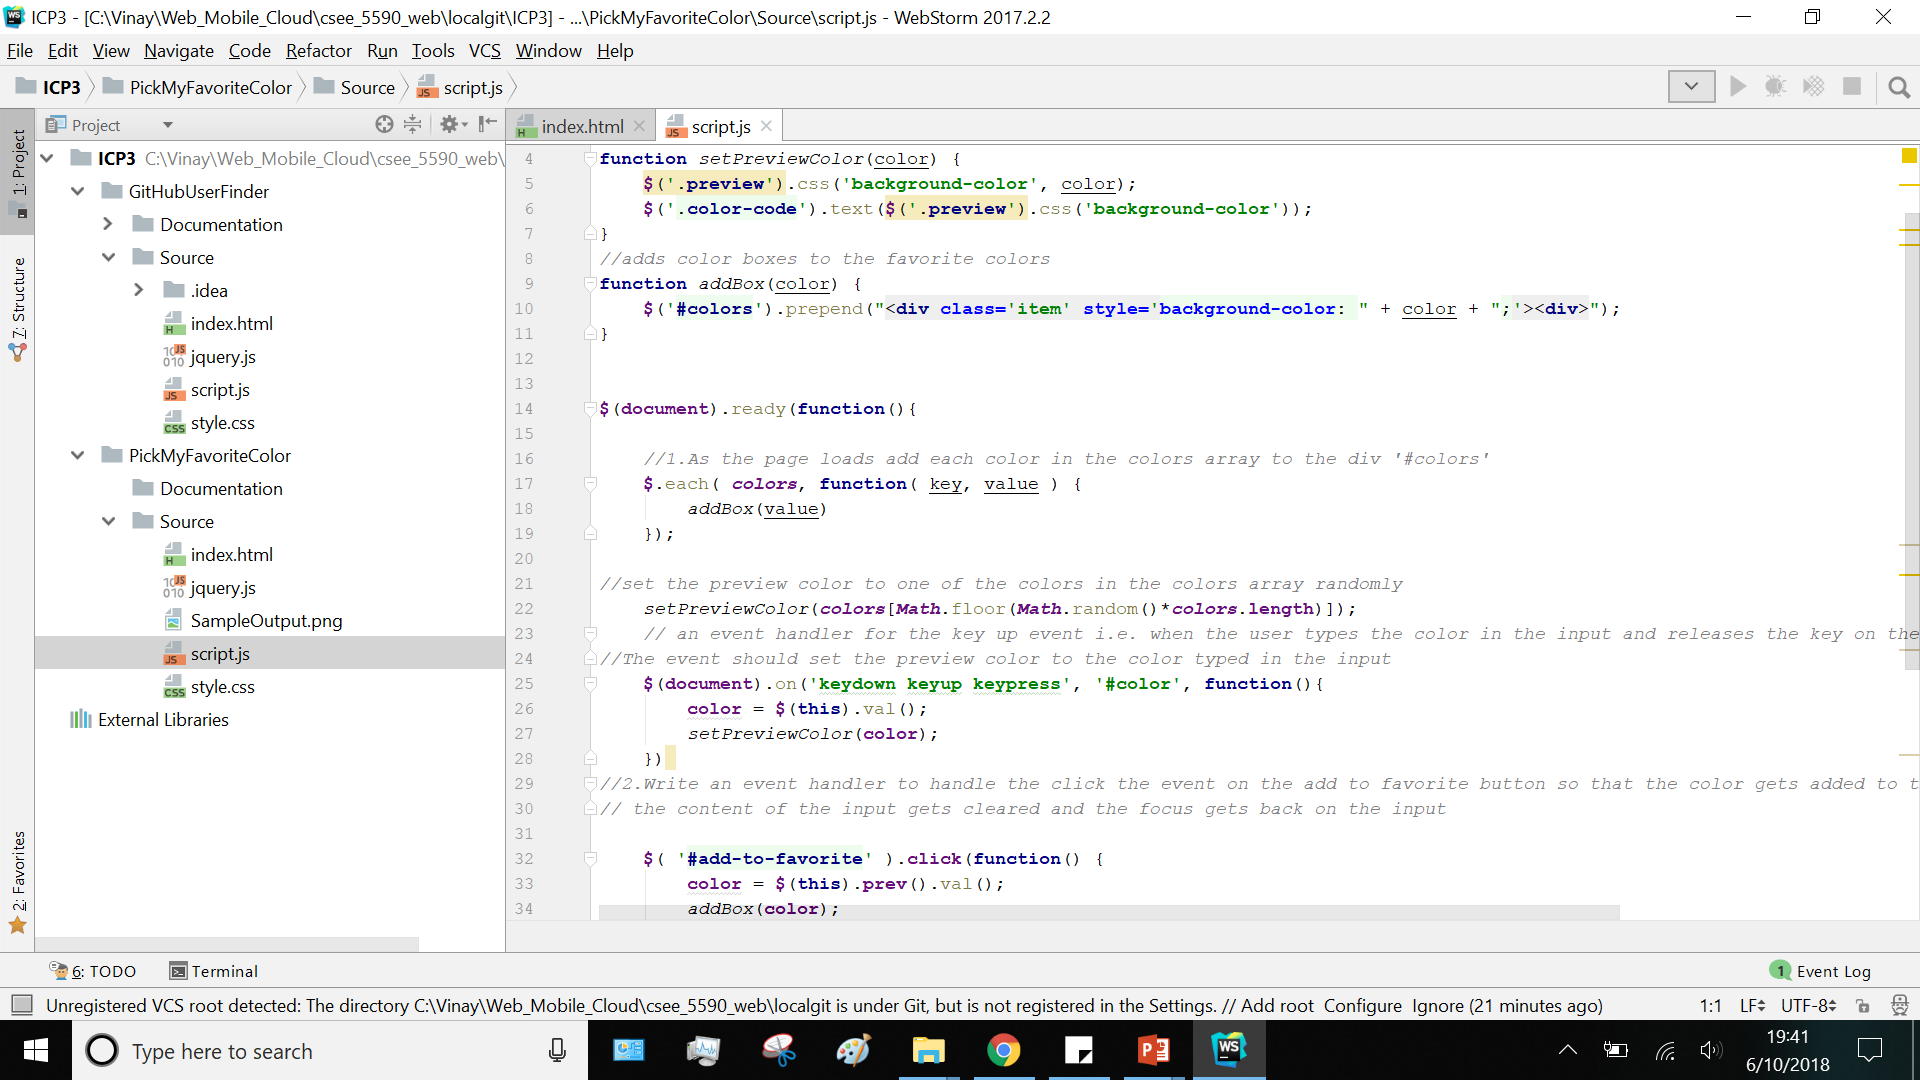 ICP3 - [C:\Vinay\Web_Mobile_Cloud\csee_5590_web\localgit\ICP3] - ...\PickMyFavoriteColor\Source\script.js - WebStorm 2017.2.2
File Edit View Navigate Code Refactor Run Tools VCS Window Help
ICP3 PickMyFavoriteColor Source script.js
Project
index.html script.js
1: Project
7: Structure
2: Favorites
ICP3 C:\Vinay\Web_Mobile_Cloud\csee_5590_web\
GitHubUserFinder
Documentation
Source
.idea
index.html
jquery.js
script.js
style.css
PickMyFavoriteColor
Documentation
Source
index.html
jquery.js
SampleOutput.png
script.js
style.css
External Libraries
4 function setPreviewColor(color) {
5 $('.preview').css('background-color', color);
6 $('.color-code').text($('.preview').css('background-color'));
7 }
8 //adds color boxes to the favorite colors
9 function addBox(color) {
10 $('#colors').prepend("<div class='item' style='background-color: " + color + ";'><div>");
11 }
12
13
14 $(document).ready(function(){
15
16 //1.As the page loads add each color in the colors array to the div '#colors'
17 $.each( colors, function( key, value ) {
18 addBox(value)
19 });
20
21 //set the preview color to one of the colors in the colors array randomly
22 setPreviewColor(colors[Math.floor(Math.random()*colors.length)]);
23 // an event handler for the key up event i.e. when the user types the color in the input and releases the key on the
24 //The event should set the preview color to the color typed in the input
25 $(document).on('keydown keyup keypress', '#color', function(){
26 color = $(this).val();
27 setPreviewColor(color);
28 })
29 //2.Write an event handler to handle the click the event on the add to favorite button so that the color gets added to t
30 // the content of the input gets cleared and the focus gets back on the input
31
32 $( '#add-to-favorite' ).click(function() {
33 color = $(this).prev().val();
34 addBox(color);
6: TODO Terminal
1 Event Log
Unregistered VCS root detected: The directory C:\Vinay\Web_Mobile_Cloud\csee_5590_web\localgit is under Git, but is not registered in the Settings. // Add root Configure Ignore (21 minutes ago)
1:1 LF UTF-8
Type here to search
19:41
6/10/2018